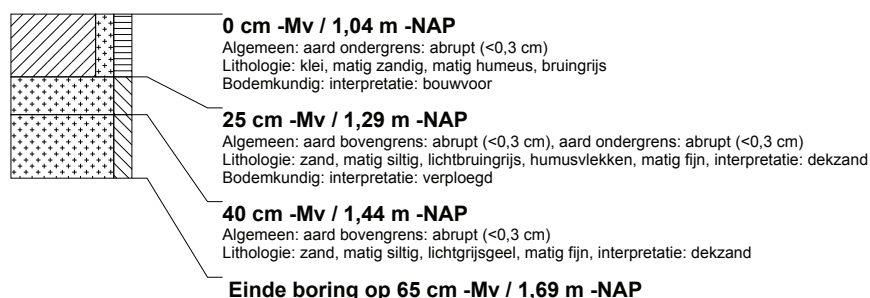 0 cm -Mv / 1,04 m -NAP
Algemeen: aard ondergrens: abrupt (<0,3 cm)
Lithologie: klei, matig zandig, matig humeus, bruingrijs
Bodemkundig: interpretatie: bouwvoor
25 cm -Mv / 1,29 m -NAP
Algemeen: aard bovengrens: abrupt (<0,3 cm), aard ondergrens: abrupt (<0,3 cm)
Lithologie: zand, matig siltig, lichtbruingrijs, humusvlekken, matig fijn, interpretatie: dekzand
Bodemkundig: interpretatie: verploegd
40 cm -Mv / 1,44 m -NAP
Algemeen: aard bovengrens: abrupt (<0,3 cm)
Lithologie: zand, matig siltig, lichtgrijsgeel, matig fijn, interpretatie: dekzand
Einde boring op 65 cm -Mv / 1,69 m -NAP